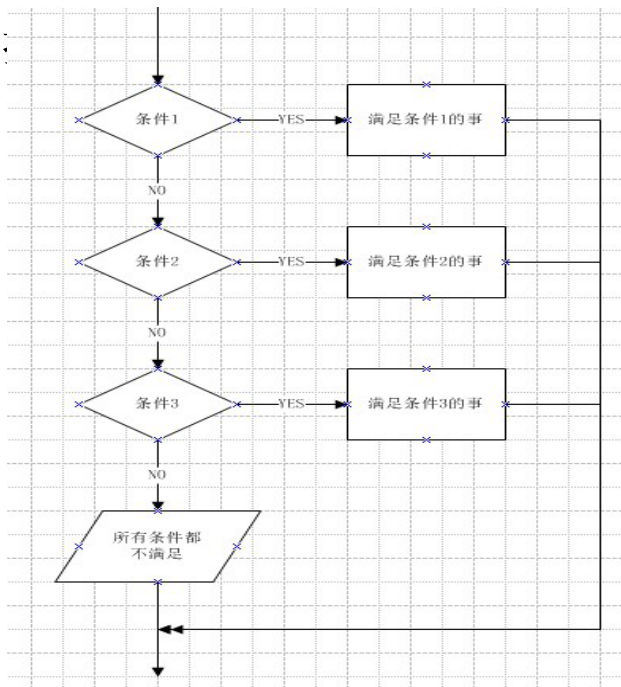 条件1
YES
满足条件1的事
NO
条件2
YES
满足条件2的事
NO
条件3
YES
满足条件3的事
NO
所有条件都
不满足